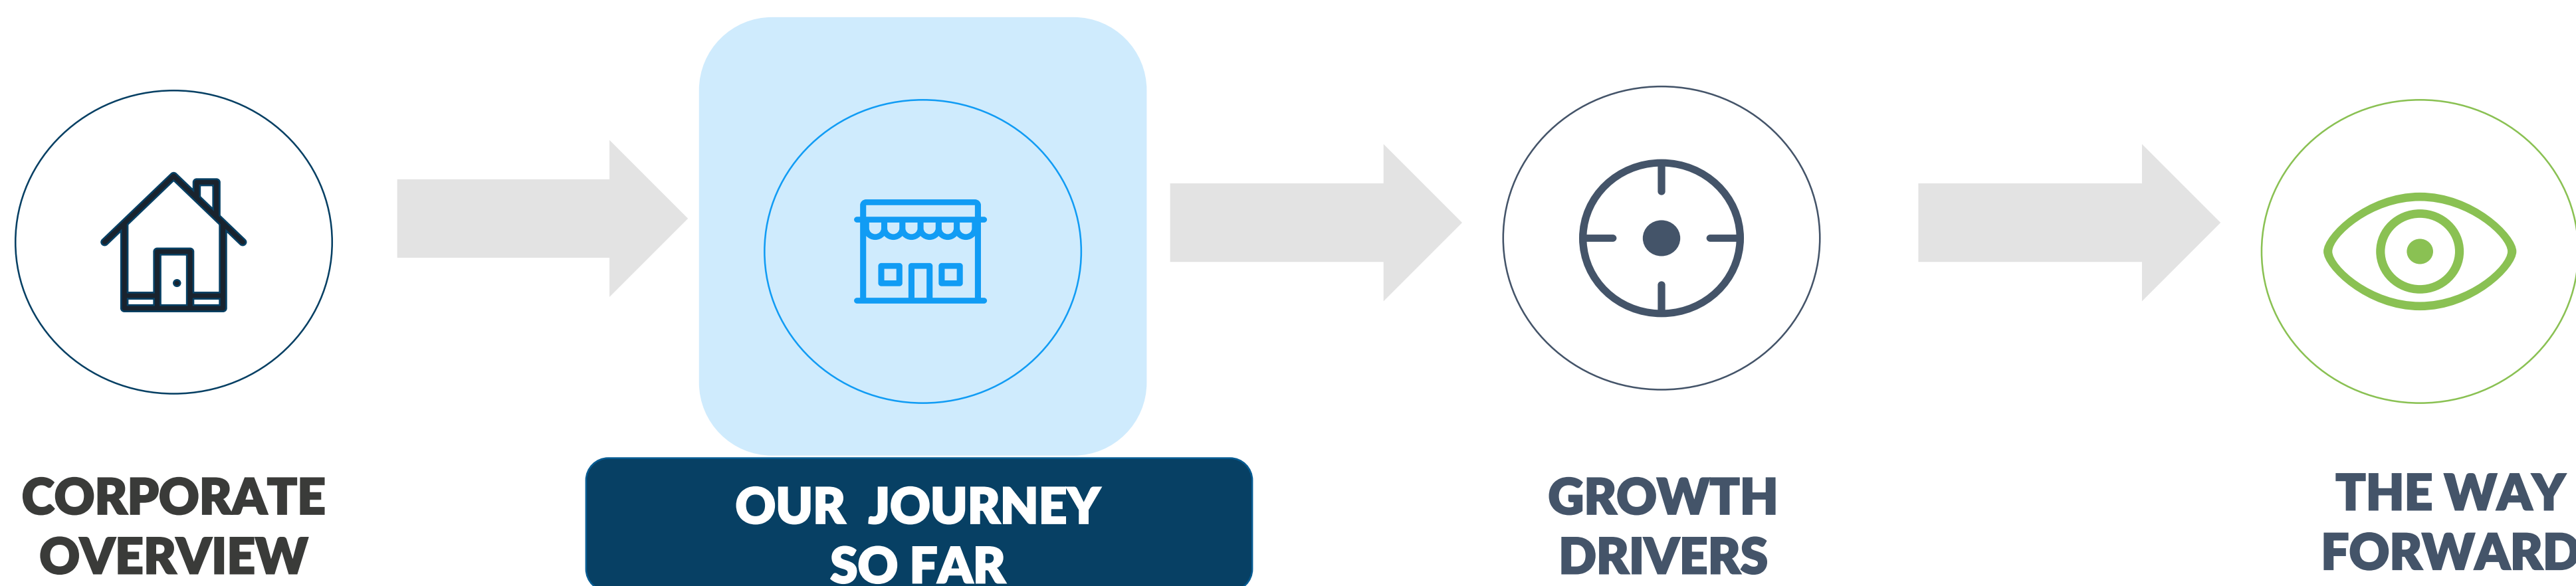 CORPORATE
OVERVIEW
OUR JOURNEY
SO FAR
GROWTH
DRIVERS
THE WAY
FORWARD